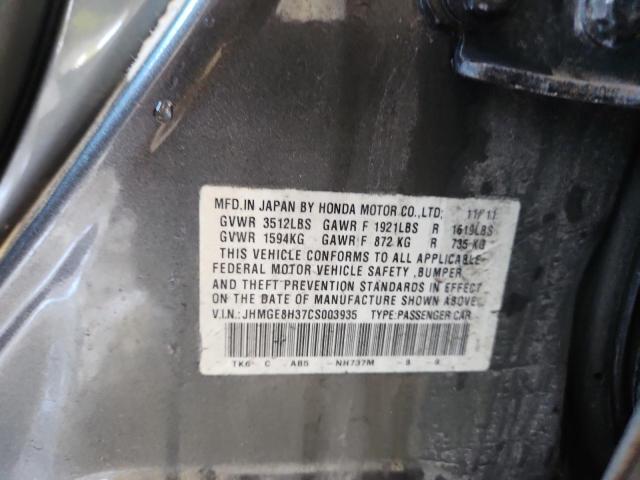 MFD.IN JAPAN BY HONDA MOTOR CO.,LTD; 11/11
GVWR 3512LBS GAWR F 1921LBS R 1619LBS
GVWR 1594KG GAWR F 872 KG R 735 KG
THIS VEHICLE CONFORMS TO ALL APPLICABLE
FEDERAL MOTOR VEHICLE SAFETY ,BUMPER
AND THEFT PREVENTION STANDARDS IN EFFECT
ON THE DATE OF MANUFACTURE SHOWN ABOVE
V.I.N.: JHMGE8H37CS003935 TYPE:PASSENGER CAR
TK6 C AB5 NH737M